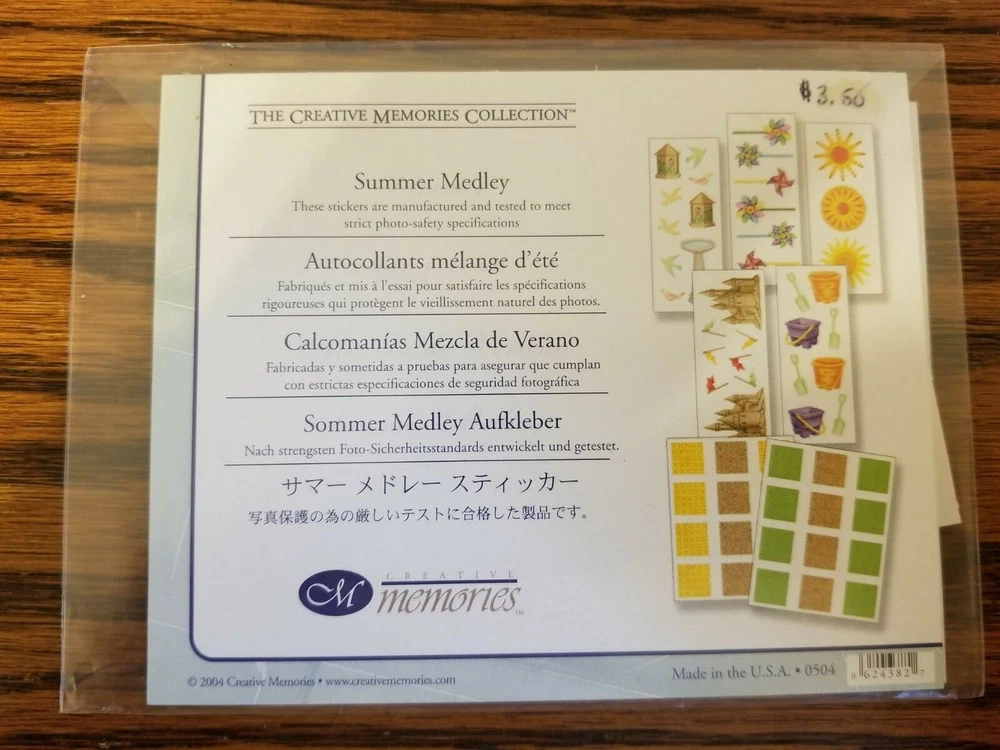 $3.60
THE CREATIVE MEMORIES COLLECTION™
Summer Medley
These stickers are manufactured and tested to meet
strict photo-safety specifications
Autocollants mélange d'été
Fabriqués et mis à l'essai pour satisfaire les spécifications
rigoureuses qui protègent le vieillissement naturel des photos.
Calcomanías Mezcla de Verano
Fabricadas y sometidas a pruebas para asegurar que cumplan
con estrictas especificaciones de seguridad fotográfica
Sommer Medley Aufkleber
Nach strengsten Foto-Sicherheitsstandards entwickelt und getestet.
サマー メドレー スティッカー
写真保護の為の厳しいテストに合格した製品です。
M CREATIVE
memories™
© 2004 Creative Memories • www.creativememories.com
Made in the U.S.A. • 0504
0 624382 7